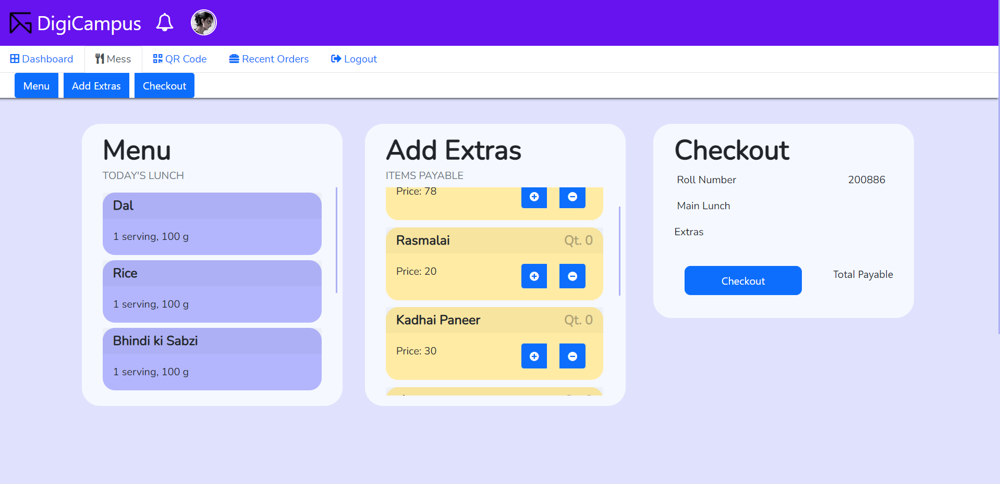 DigiCampus
Dashboard
Mess
QR Code
Recent Orders
Logout
Menu
Add Extras
Checkout
Menu
TODAY'S LUNCH
Dal
1 serving, 100 g
Rice
1 serving, 100 g
Bhindi ki Sabzi
1 serving, 100 g
Add Extras
ITEMS PAYABLE
Price: 78
Rasmalai Qt. 0
Price: 20
Kadhai Paneer Qt. 0
Price: 30
Checkout
Roll Number 200886
Main Lunch
Extras
Checkout
Total Payable